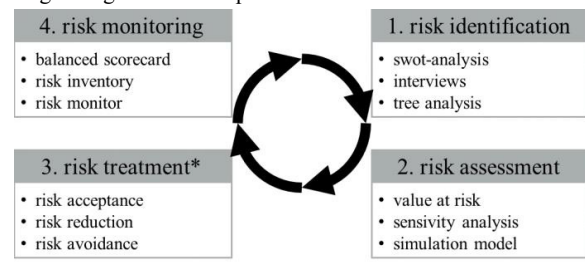 4. risk monitoring
• balanced scorecard
• risk inventory
• risk monitor
1. risk identification
• swot-analysis
• interviews
• tree analysis
3. risk treatment*
• risk acceptance
• risk reduction
• risk avoidance
2. risk assessment
• value at risk
• sensivity analysis
• simulation model